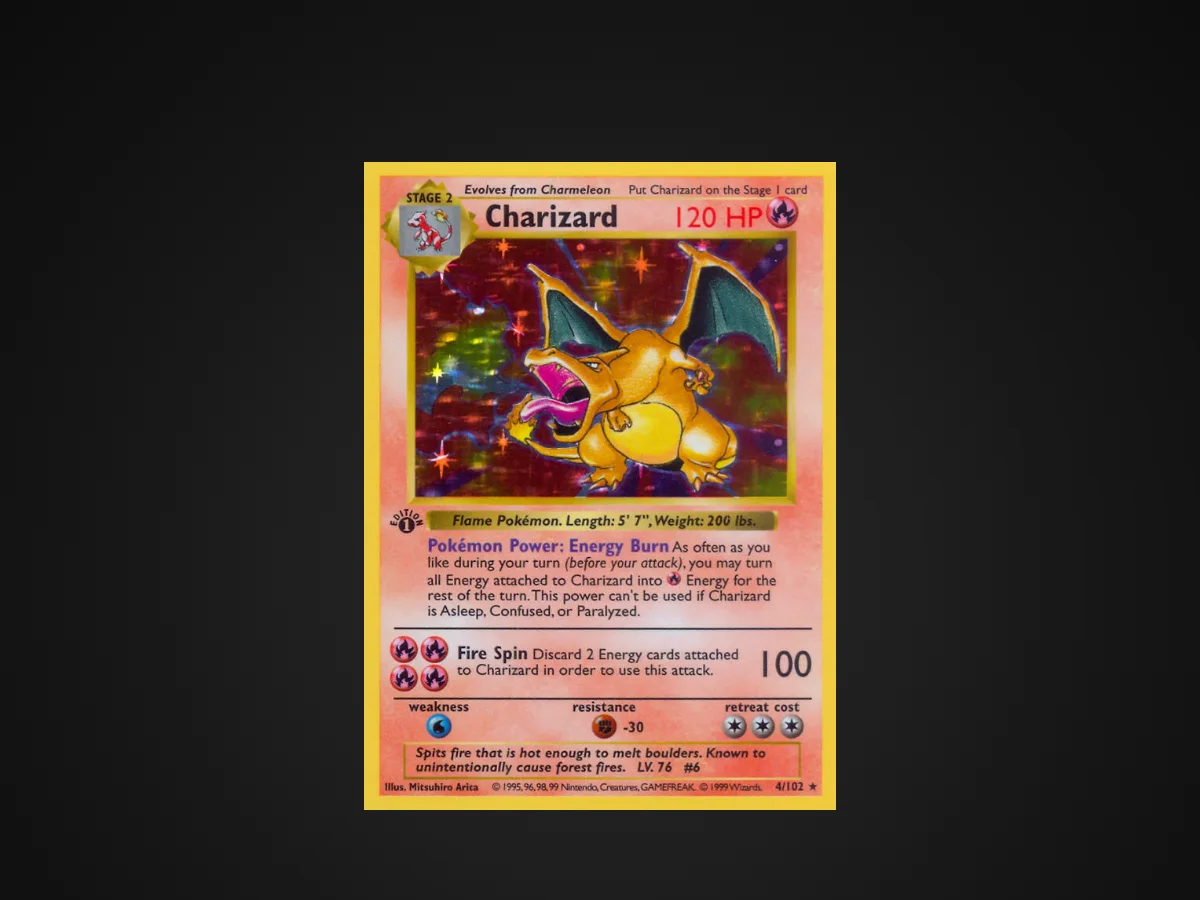 STAGE 2
Evolves from Charmeleon Put Charizard on the Stage 1 card
Charizard 120 HP
EDITION
1
Flame Pokémon. Length: 5' 7", Weight: 200 lbs.
Pokémon Power: Energy Burn As often as you
like during your turn (before your attack), you may turn
all Energy attached to Charizard into Energy for the
rest of the turn. This power can't be used if Charizard
is Asleep, Confused, or Paralyzed.
Fire Spin Discard 2 Energy cards attached
to Charizard in order to use this attack.
100
weakness resistance retreat cost
-30
Spits fire that is hot enough to melt boulders. Known to
unintentionally cause forest fires. LV. 76 #6
Illus. Mitsuhiro Arita © 1995, 96, 98, 99 Nintendo, Creatures, GAMEFREAK. © 1999 Wizards. 4/102 ★